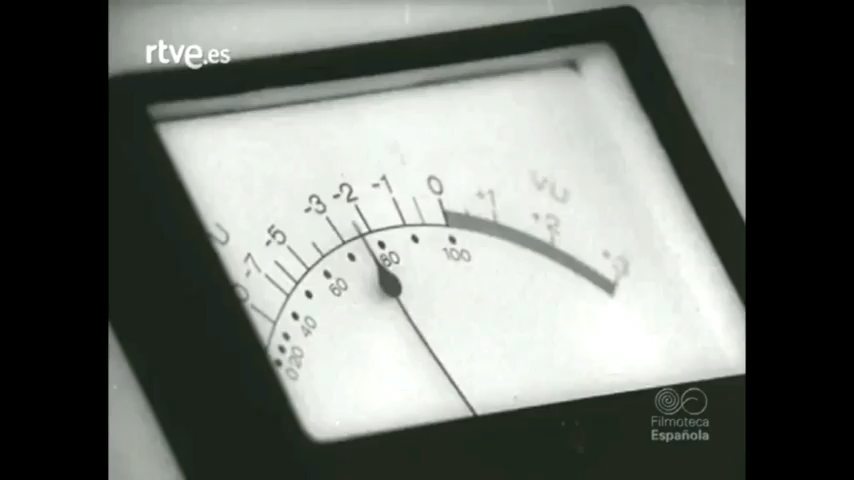 rtve.es
-7 -5 -3 -2 -1 0 +1 +2
VU
0 20 40 60 80 100
Filmoteca
Española